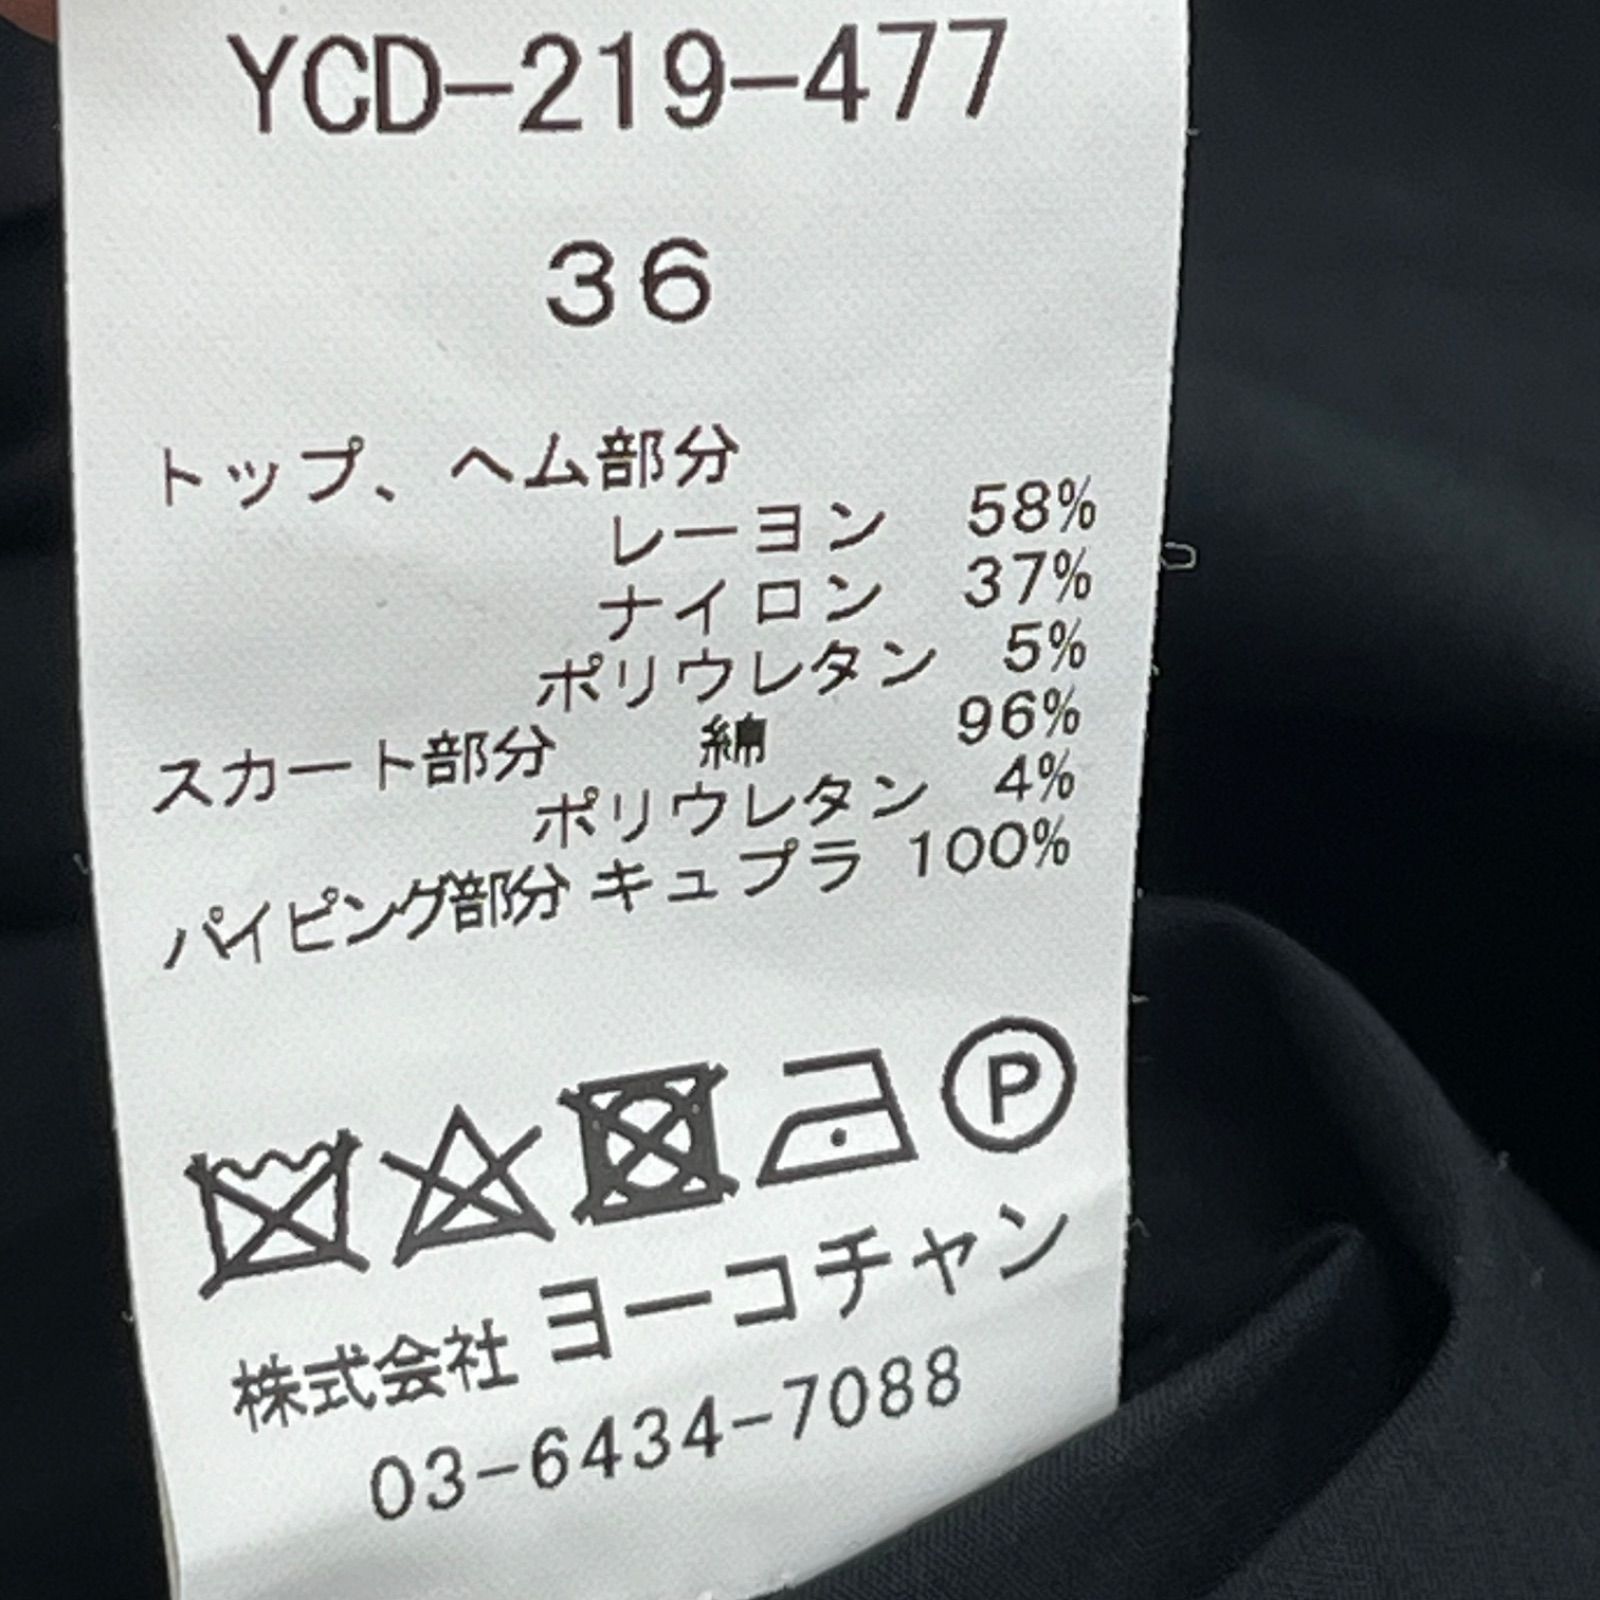 YCD-219-477
36
トップ、ヘム部分
レーヨン 58%
ナイロン 37%
ポリウレタン 5%
スカート部分 綿 96%
ポリウレタン 4%
パイピング部分 キュプラ 100%
P
株式会社 ヨーコチャン
03-6434-7088